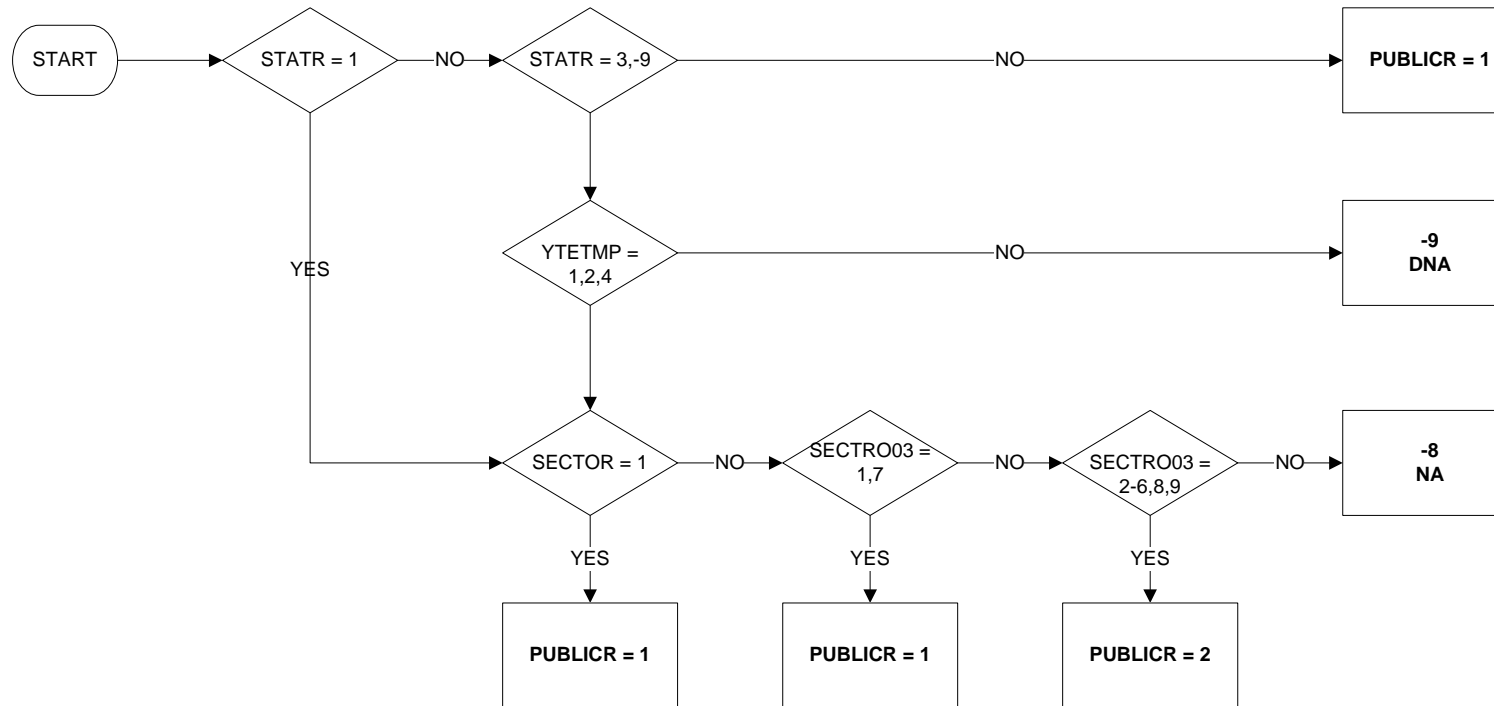 START
STATR = 1
NO
STATR = 3,-9
NO
PUBLICR = 1
YES
YTETMP =
1,2,4
NO
-9
DNA
SECTOR = 1
NO
SECTRO03 =
1,7
NO
SECTRO03 =
2-6,8,9
NO
-8
NA
YES
YES
YES
PUBLICR = 1
PUBLICR = 1
PUBLICR = 2